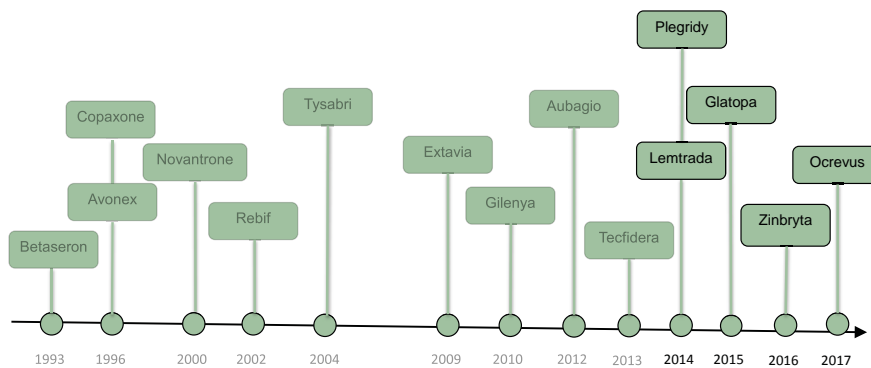 Plegridy
Tysabri
Aubagio
Glatopa
Copaxone
Novantrone
Extavia
Lemtrada
Ocrevus
Avonex
Gilenya
Rebif
Zinbryta
Betaseron
Tecfidera
1993
1996
2000
2002
2004
2009
2010
2012
2013
2014
2015
2016
2017